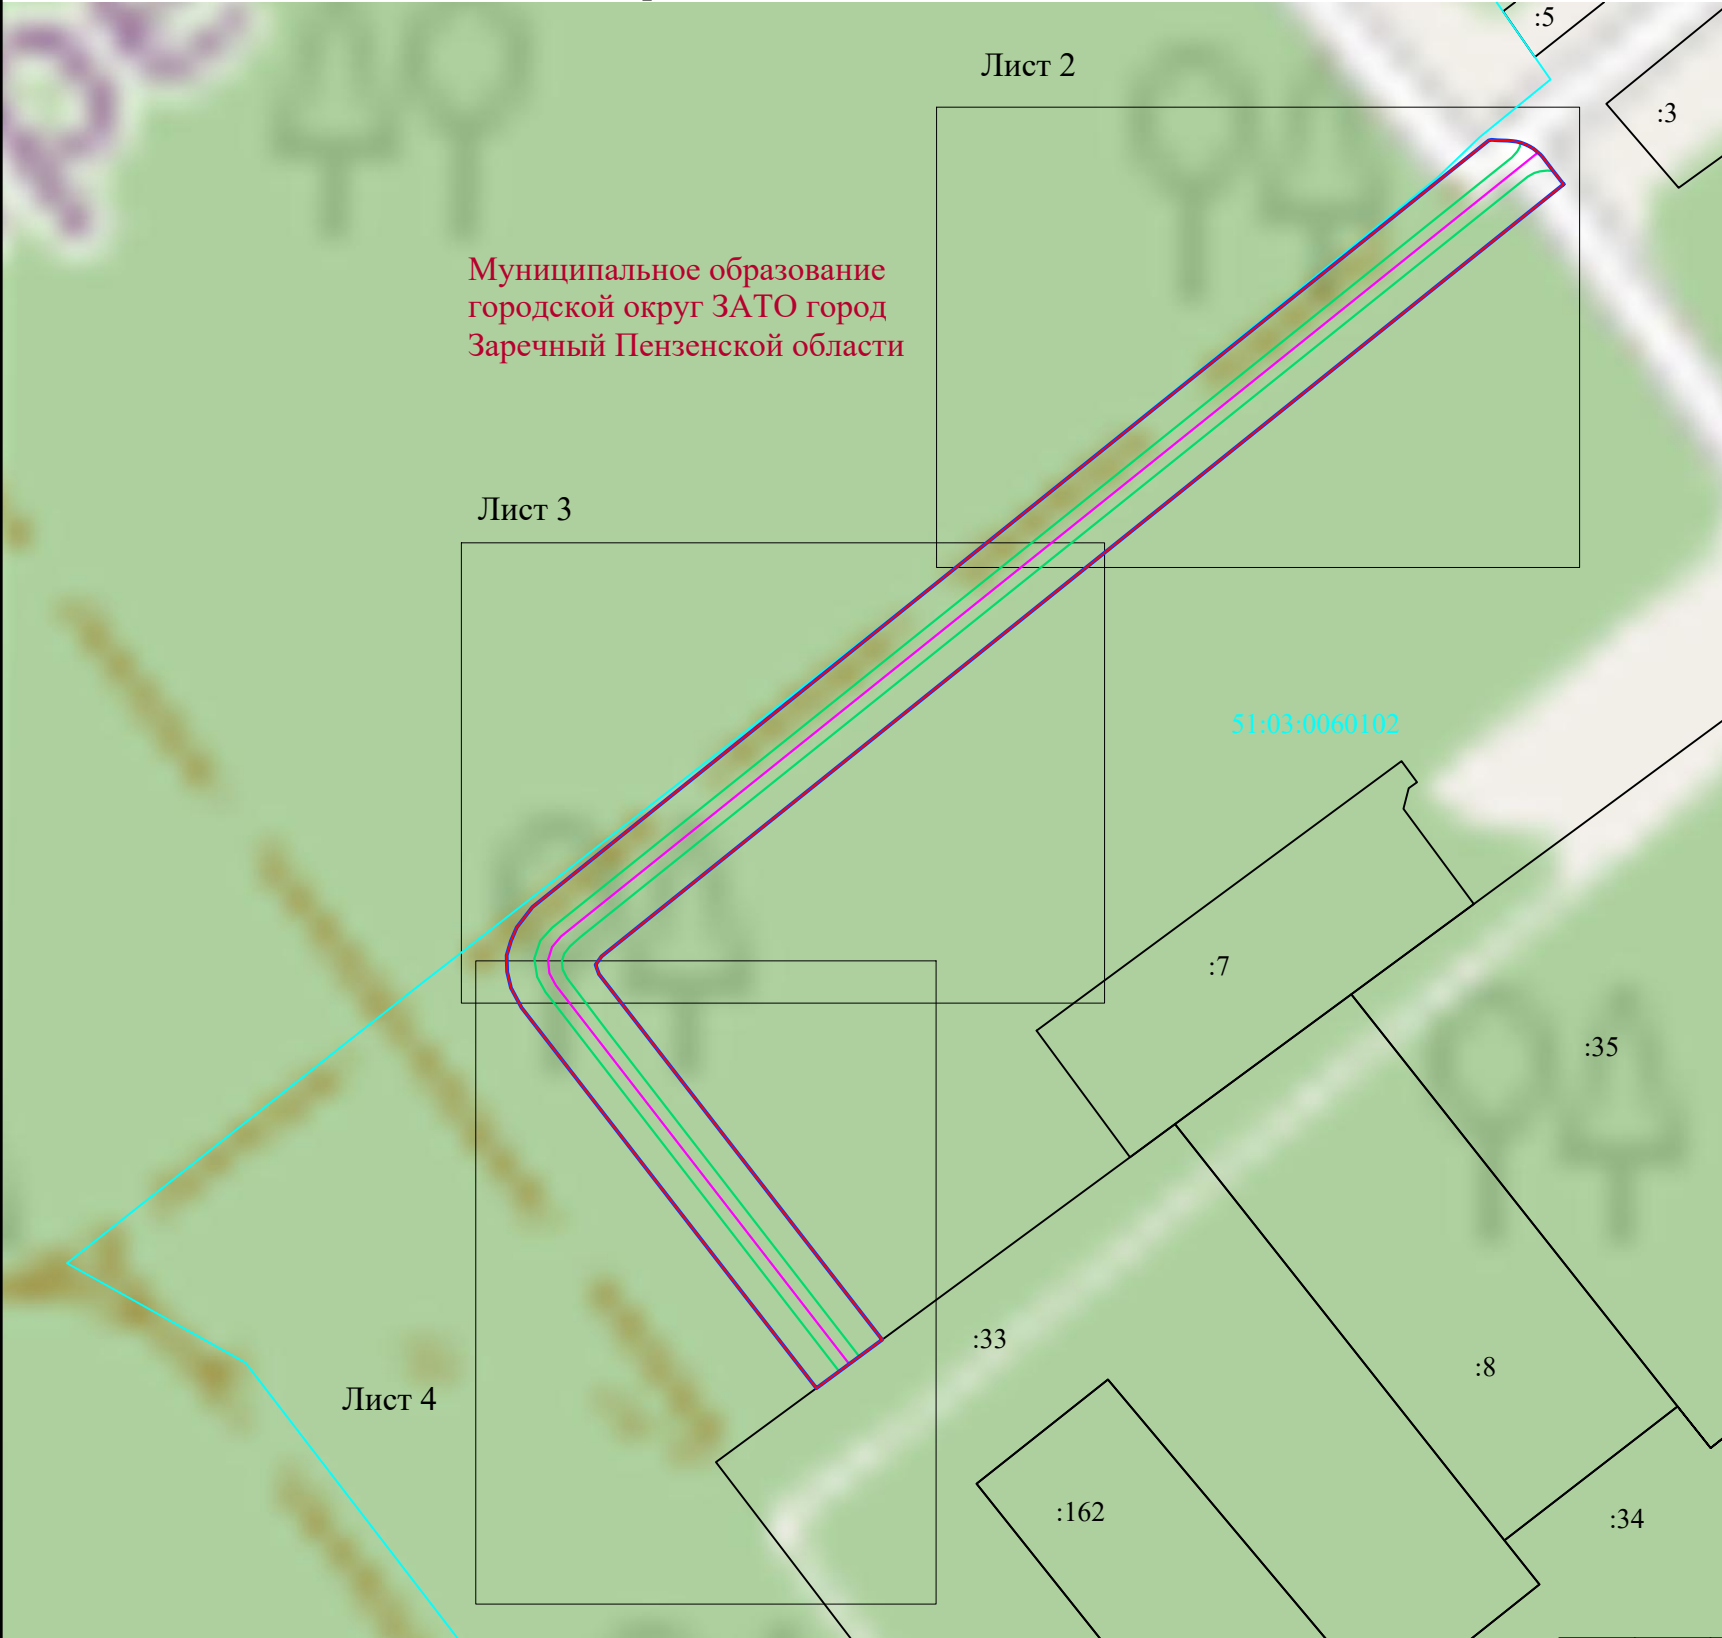 :5
Лист 2
:3
Муниципальное образование
городской округ ЗАТО город
Заречный Пензенской области
Лист 3
51:03:0060102
:7
:35
:33
:8
Лист 4
:162
:34